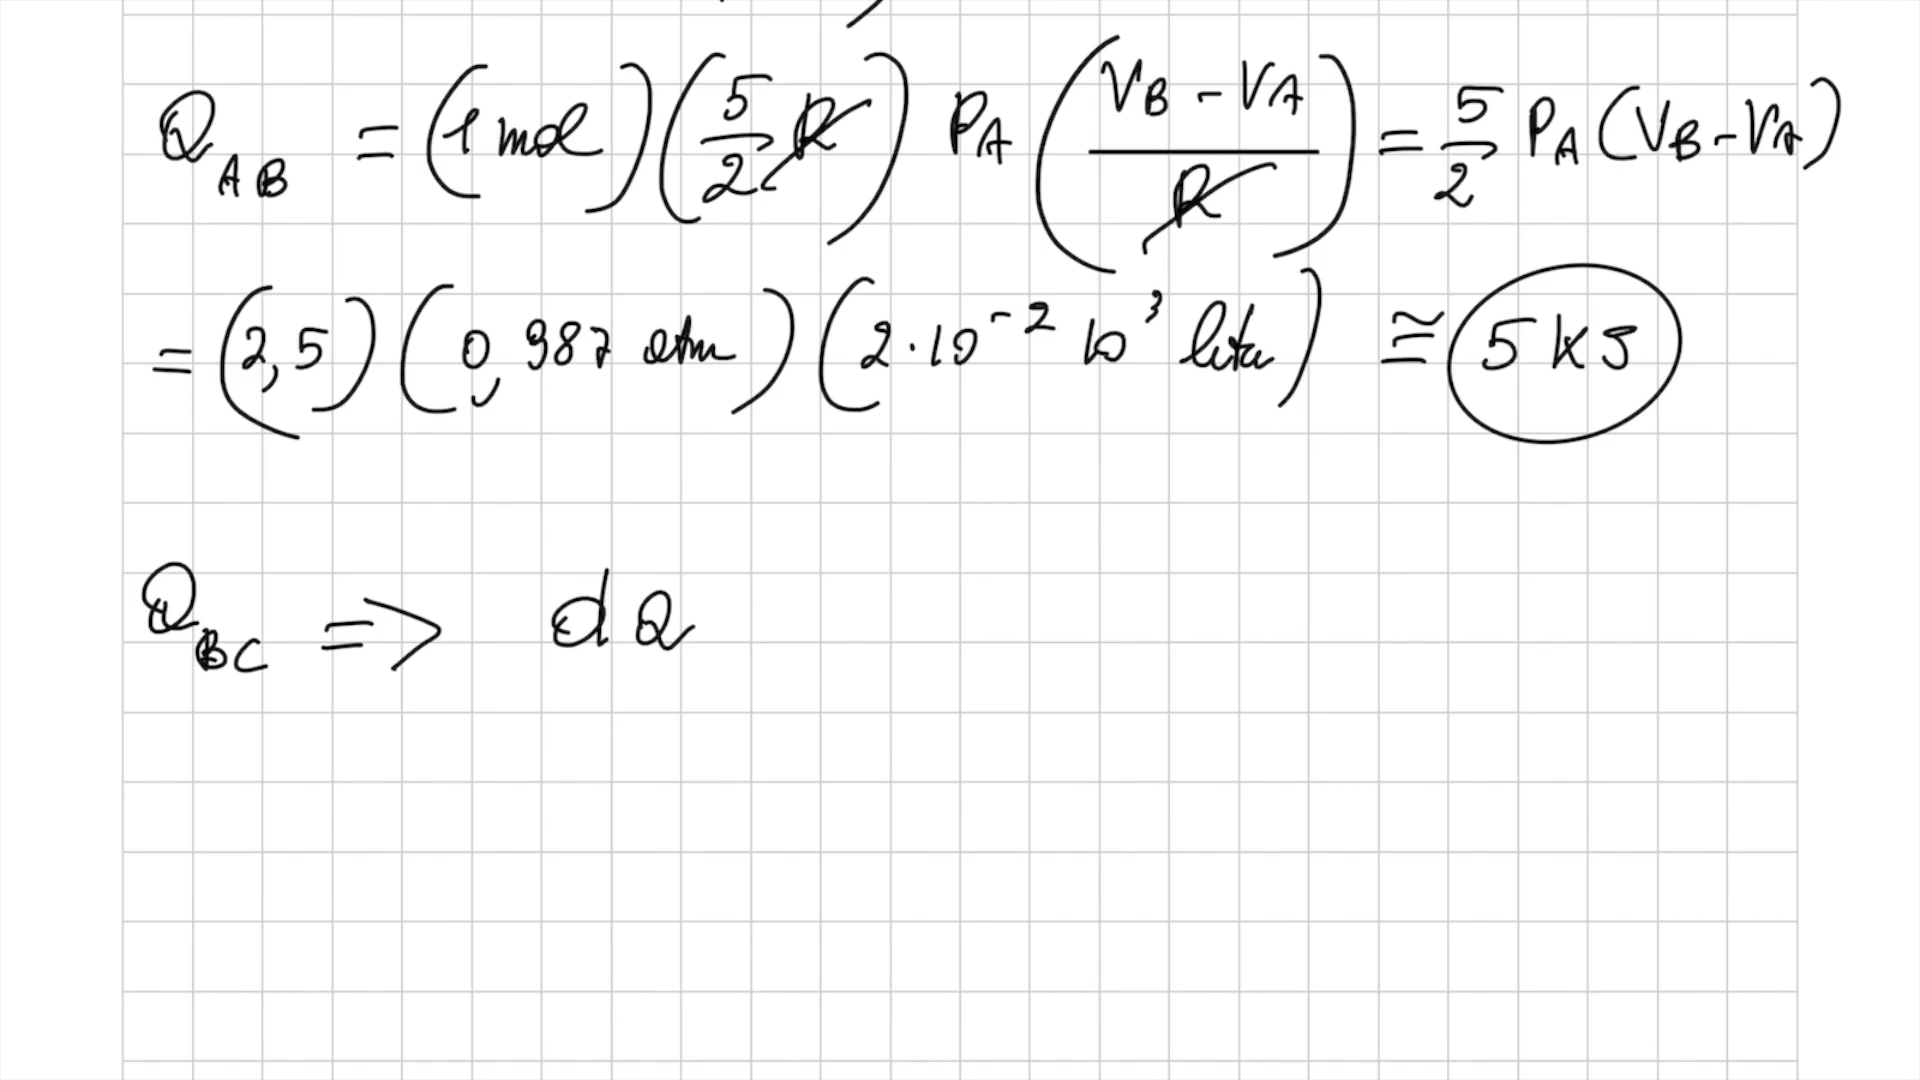 Q_AB = (1 mol) (5/2 R) P_A ((V_B - V_A)/R) = 5/2 P_A (V_B - V_A)
= (2,5) (0,987 atm) (2·10^-2 10^3 litri) ≅ 5 kJ
Q_BC => dQ